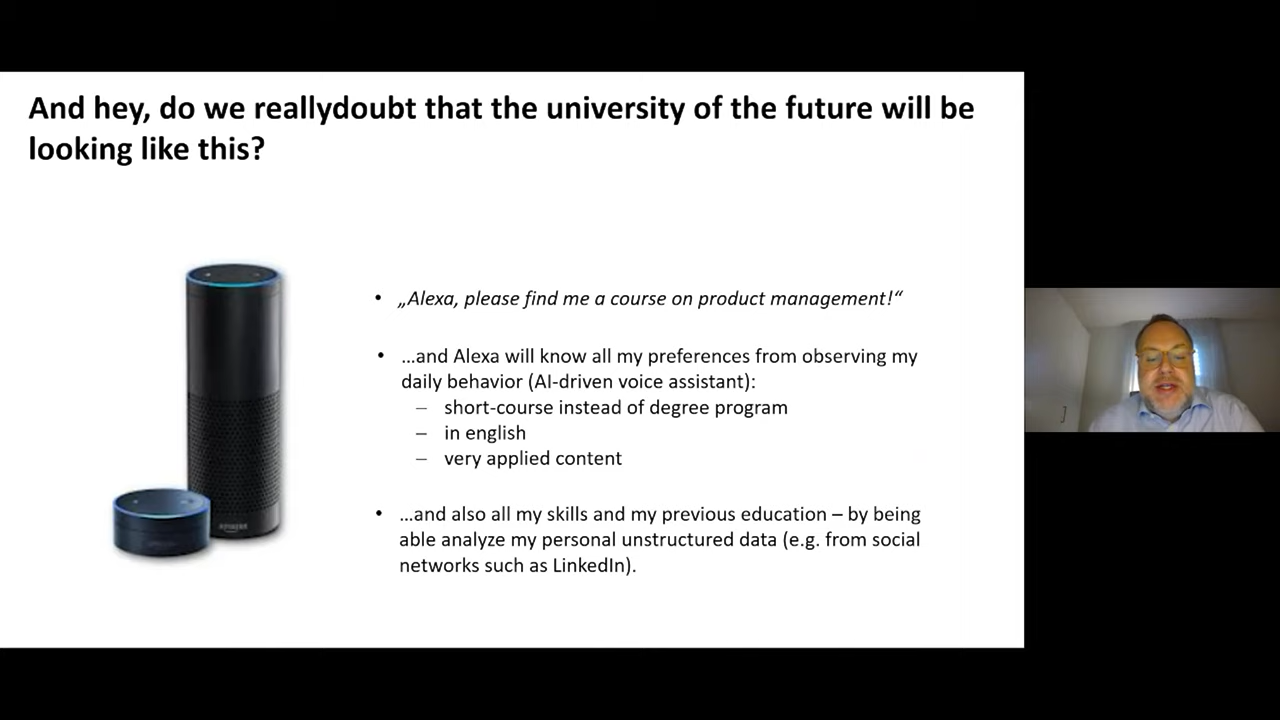 And hey, do we reallydoubt that the university of the future will be
looking like this?
• „Alexa, please find me a course on product management!“
• …and Alexa will know all my preferences from observing my
daily behavior (AI-driven voice assistant):
– short-course instead of degree program
– in english
– very applied content
• …and also all my skills and my previous education – by being
able analyze my personal unstructured data (e.g. from social
networks such as LinkedIn).